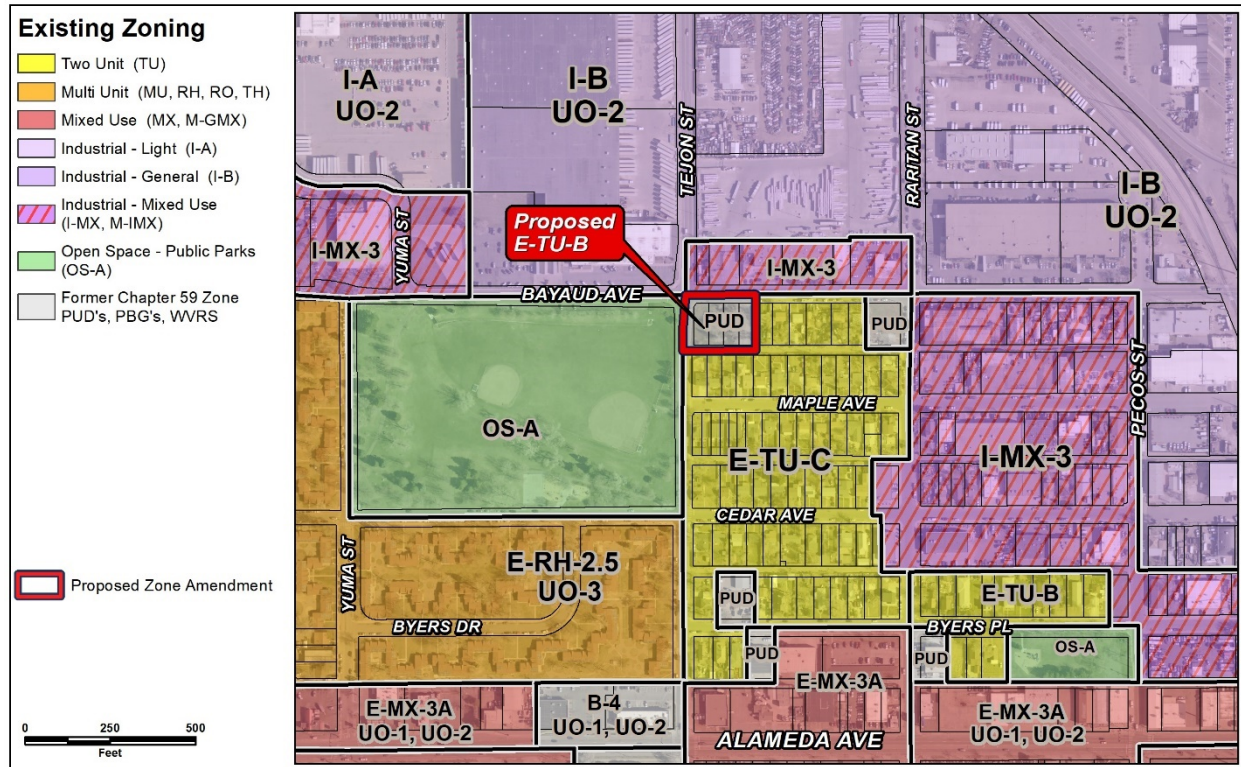 Existing Zoning
Two Unit (TU)
Multi Unit (MU, RH, RO, TH)
Mixed Use (MX, M-GMX)
Industrial - Light (I-A)
Industrial - General (I-B)
Industrial - Mixed Use
(I-MX, M-IMX)
Open Space - Public Parks
(OS-A)
Former Chapter 59 Zone
PUD's, PBG's, WVRS
Proposed Zone Amendment
0 250 500
Feet
I-A
UO-2
I-B
UO-2
TEJON ST
RARITAN ST
I-B
UO-2
I-MX-3
YUMA ST
Proposed
E-TU-B
I-MX-3
BAYAUD AVE
PUD
PUD
PECOS ST
MAPLE AVE
OS-A
E-TU-C
I-MX-3
CEDAR AVE
YUMA ST
E-RH-2.5
UO-3
PUD
E-TU-B
BYERS DR
BYERS PL
PUD
PUD
OS-A
E-MX-3A
E-MX-3A
UO-1, UO-2
B-4
UO-1, UO-2
ALAMEDA AVE
E-MX-3A
UO-1, UO-2